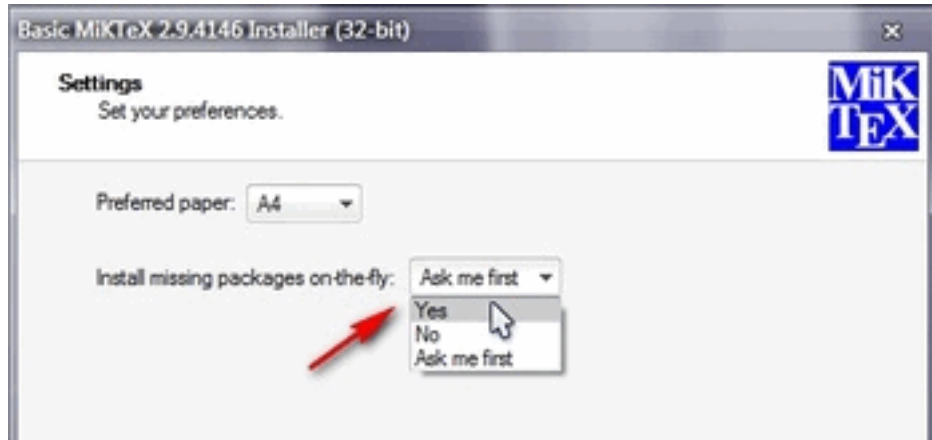 Basic MiKTeX 2.9.4146 Installer (32-bit)
Settings
Set your preferences.
MiK
TEX
Preferred paper: A4
Install missing packages on-the-fly: Ask me first
Yes
No
Ask me first